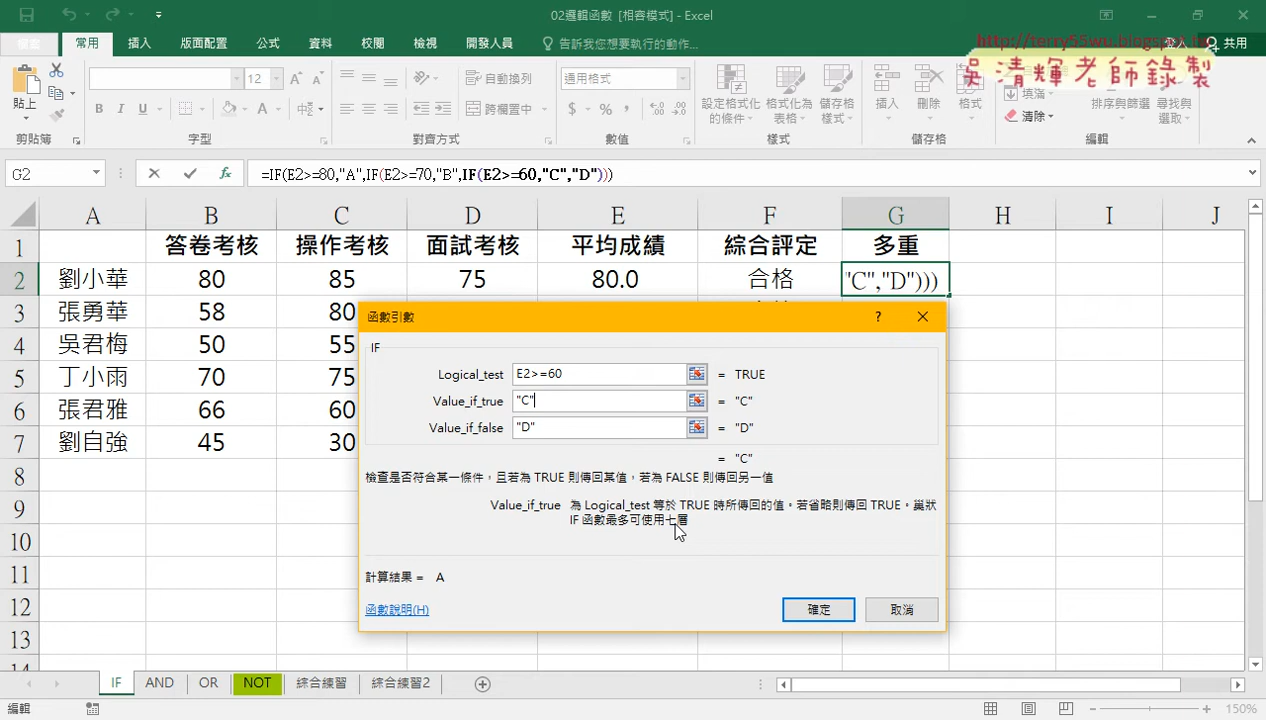 02邏輯函數 [相容模式] - Excel
http://terry55wu.blogspot.tw
吳清輝老師錄製
常用 插入 版面配置 公式 資料 校閱 檢視 開發人員 告訴我您想要執行的動作... 登入 共用
貼上 12 A A 自動換列 通用格式 設定格式化的條件 格式化為表格 儲存格樣式 插入 刪除 格式 填滿 排序與篩選 尋找與選取
B I U A 跨欄置中 $ % 清除
剪貼簿 字型 對齊方式 數值 樣式 儲存格 編輯
G2 fx =IF(E2>=80,"A",IF(E2>=70,"B",IF(E2>=60,"C","D")))
A B C D E F G H I J
1 答卷考核 操作考核 面試考核 平均成績 綜合評定 多重
2 劉小華 80 85 75 80.0 合格 "C","D")))
3 張勇華 58 80
4 吳君梅 50 55
5 丁小雨 70 75
6 張君雅 66 60
7 劉自強 45 30
8
9
10
11
12
13
14
函數引數 ?
IF
Logical_test E2>=60 = TRUE
Value_if_true "C" = "C"
Value_if_false "D" = "D"
= "C"
檢查是否符合某一條件，且若為 TRUE 則傳回某值，若為 FALSE 則傳回另一值
Value_if_true 為 Logical_test 等於 TRUE 時所傳回的值。若省略則傳回 TRUE。巢狀
IF 函數最多可使用七層
計算結果 = A
函數說明(H) 確定 取消
IF AND OR NOT 綜合練習 綜合練習2
編輯 150%